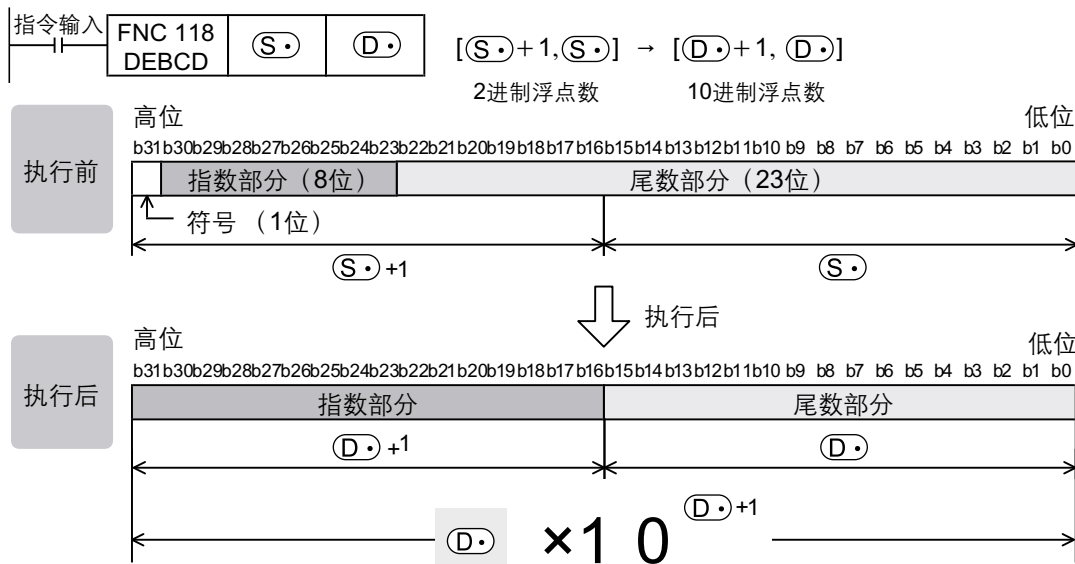 指令输入
FNC 118
DEBCD
S·
D·
[S·+1,S·] → [D·+1, D·]
2进制浮点数 10进制浮点数
执行前
高位 低位
b31b30b29b28b27b26b25b24b23b22b21b20b19b18b17b16b15b14b13b12b11b10 b9 b8 b7 b6 b5 b4 b3 b2 b1 b0
指数部分（8位） 尾数部分（23位）
符号 （1位）
S·+1 S·
执行后
执行后
高位 低位
b31b30b29b28b27b26b25b24b23b22b21b20b19b18b17b16b15b14b13b12b11b10 b9 b8 b7 b6 b5 b4 b3 b2 b1 b0
指数部分 尾数部分
D·+1 D·
D· ×1 0 D·+1